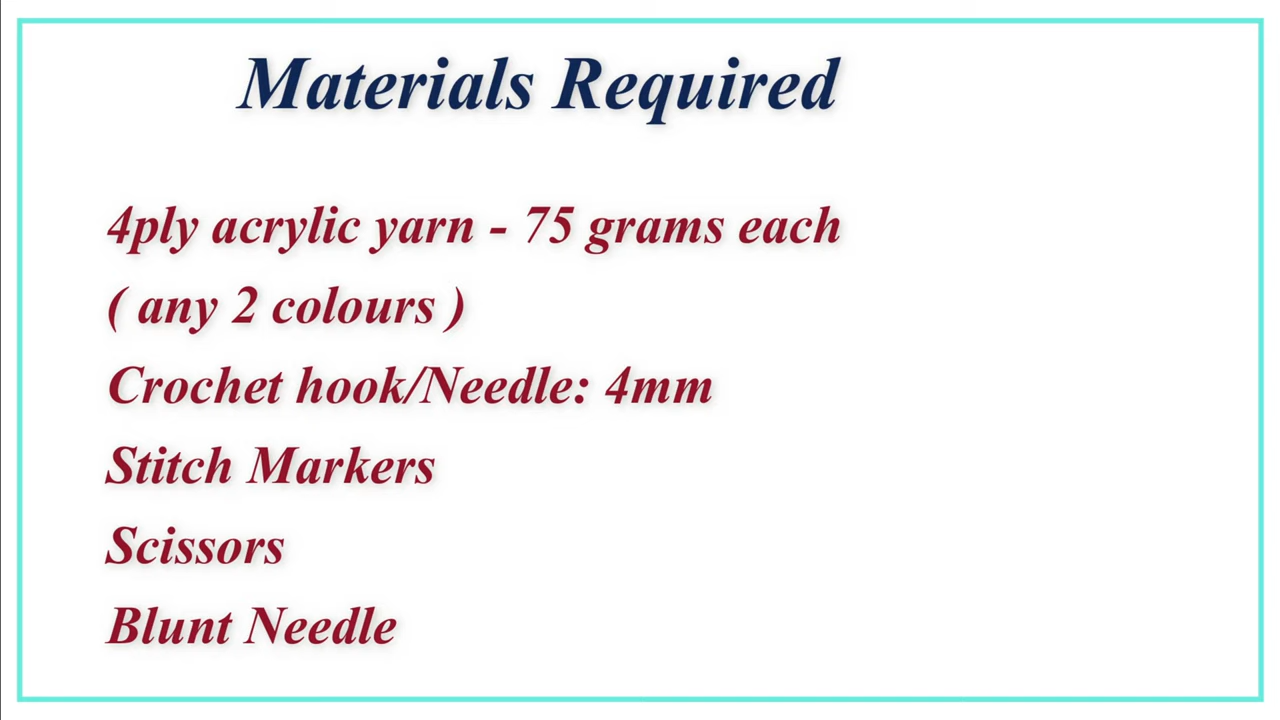 Materials Required
4ply acrylic yarn - 75 grams each
( any 2 colours )
Crochet hook/Needle: 4mm
Stitch Markers
Scissors
Blunt Needle